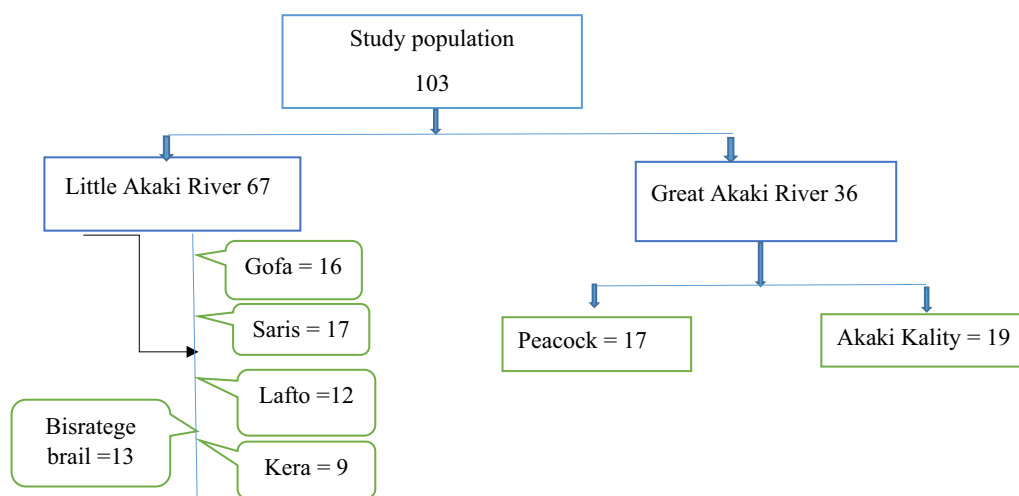 Study population
103
Little Akaki River 67
Great Akaki River 36
Gofa = 16
Saris = 17
Peacock = 17
Akaki Kality = 19
Lafto =12
Bisratege
brail =13
Kera = 9